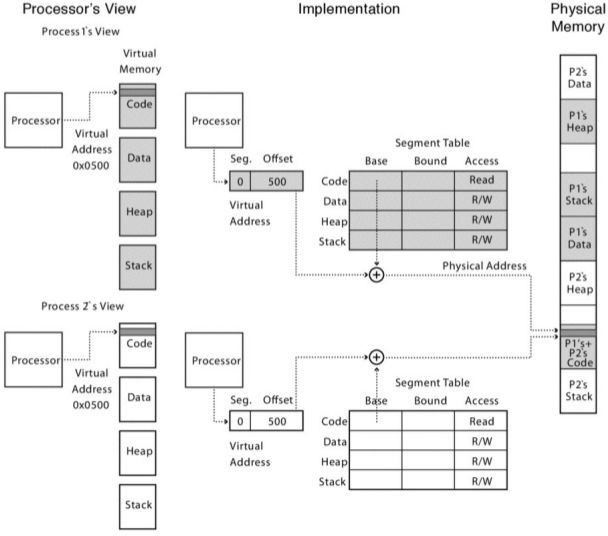 Processor's View
Implementation
Physical
Memory
Process 1's View
Virtual
Memory
Code
Processor
Virtual
Address
0x0500
Data
Heap
Stack
Processor
Seg. Offset
0 500
Virtual
Address
Segment Table
Base Bound Access
Code Read
Data R/W
Heap R/W
Stack R/W
Physical Address
P2's
Data
P1's
Heap
P1's
Stack
P1's
Data
P2's
Heap
P1's+
P2's
Code
P2's
Stack
Process 2's View
Code
Processor
Virtual
Address
0x0500
Data
Heap
Stack
Processor
Seg. Offset
0 500
Virtual
Address
Segment Table
Base Bound Access
Code Read
Data R/W
Heap R/W
Stack R/W